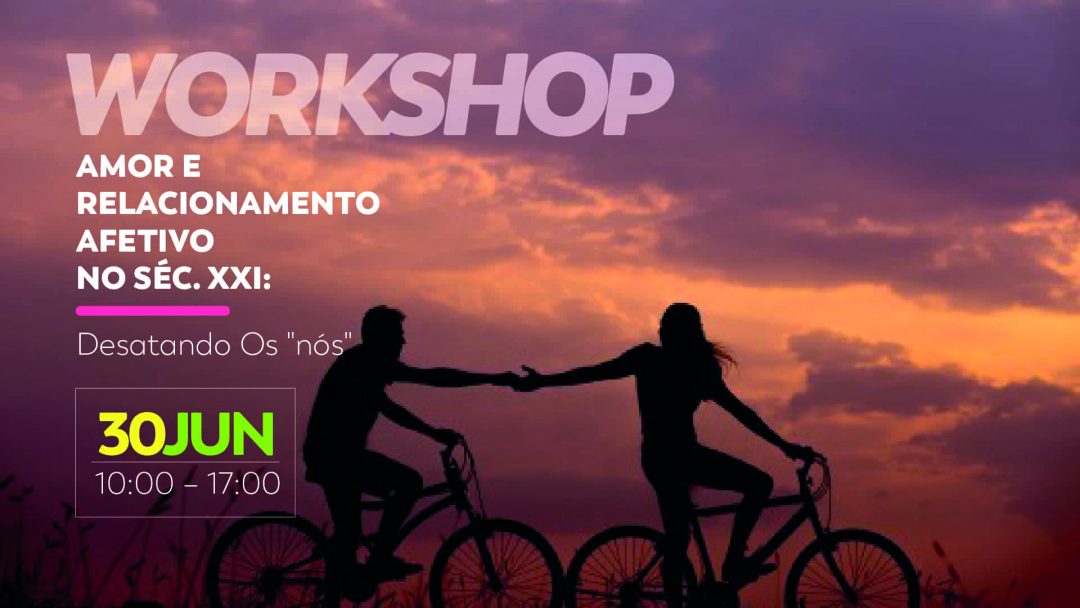 WORKSHOP
AMOR E
RELACIONAMENTO
AFETIVO
NO SÉC. XXI:
Desatando Os "nós"
30JUN
10:00 – 17:00